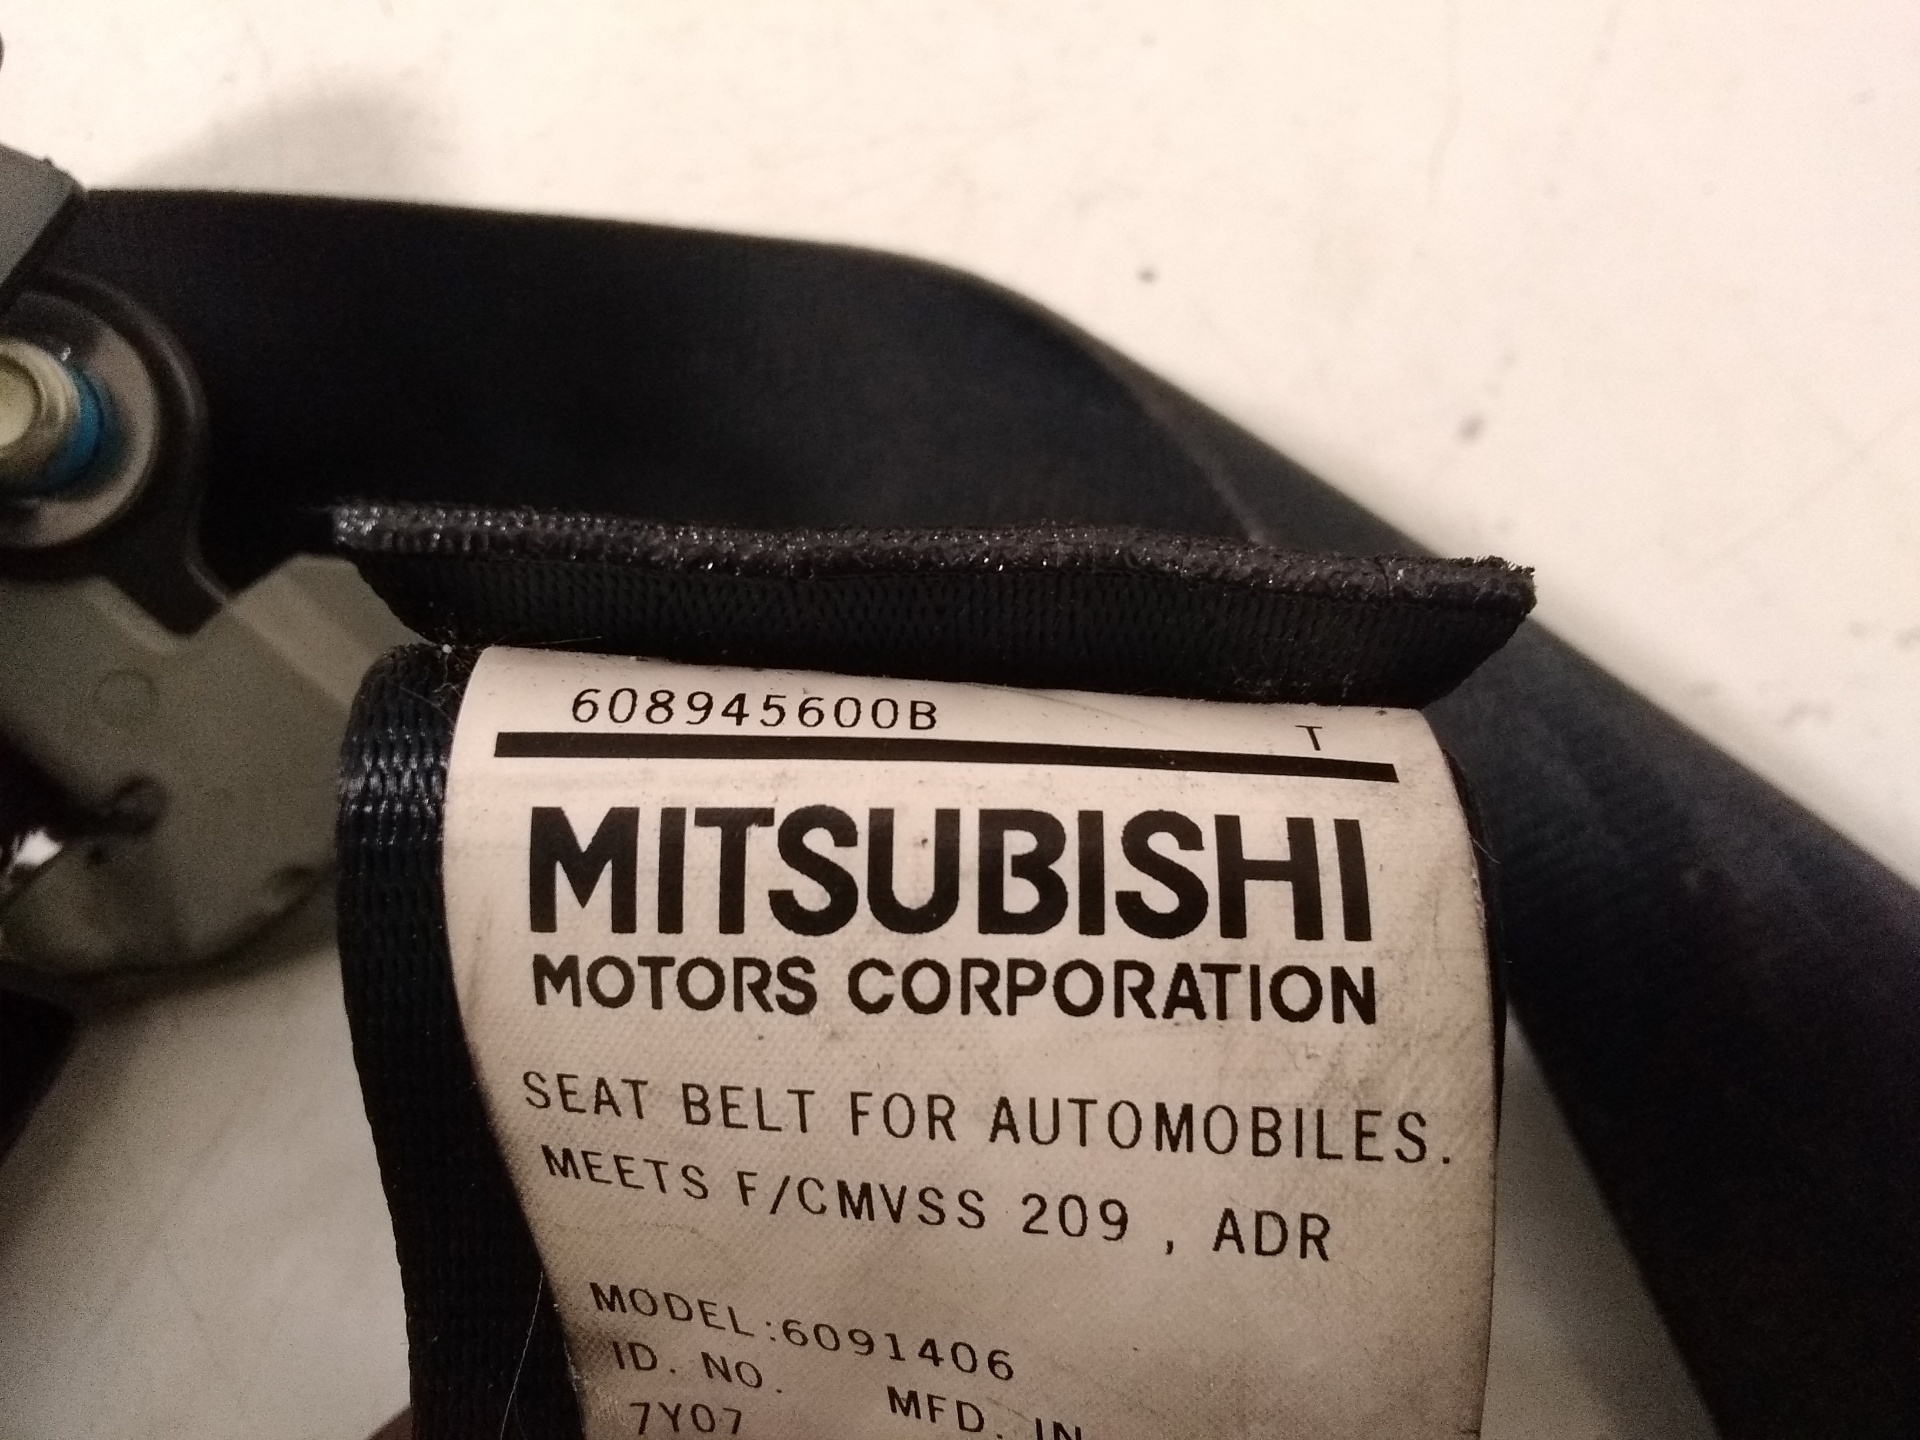 608945600B
T
MITSUBISHI
MOTORS CORPORATION
SEAT BELT FOR AUTOMOBILES.
MEETS F/CMVSS 209 , ADR
MODEL:6091406
ID. NO.
MFD. IN
7Y07